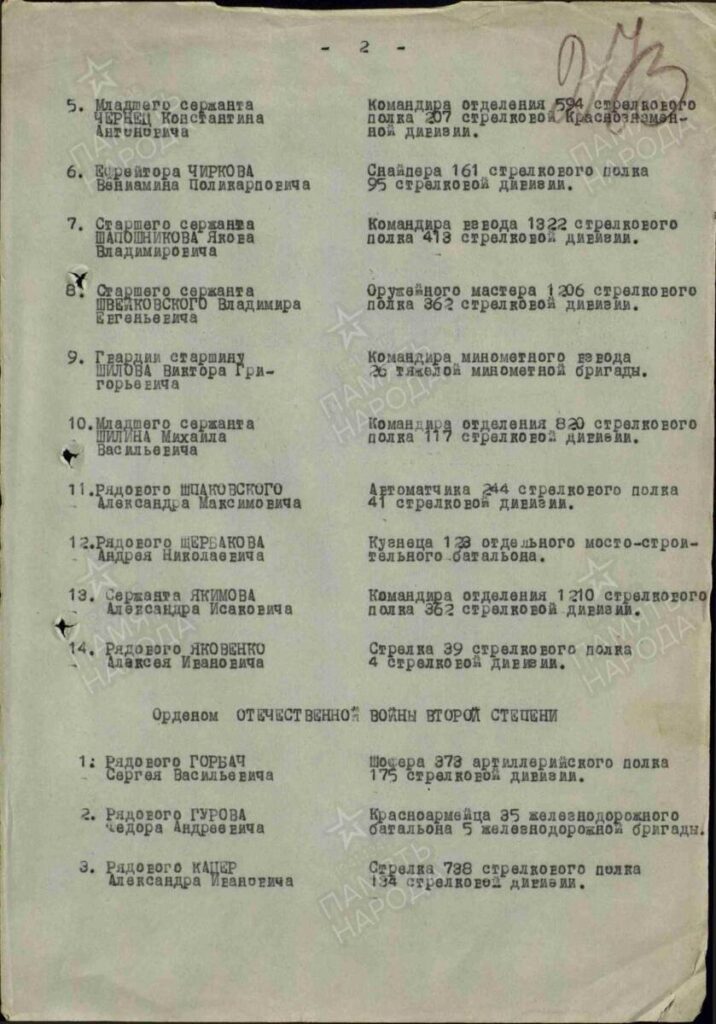 - 2 -
273
5. Младшего сержанта Командира отделения 594 стрелкового
ЧЕРНЕЦ Константина полка 207 стрелковой Краснознамен-
Антоновича ной дивизии.
6. Ефрейтора ЧИРКОВА Снайпера 161 стрелкового полка
Вениамина Поликарповича 95 стрелковой дивизии.
7. Старшего сержанта Командира взвода 1322 стрелкового
ШАПОШНИКОВА Якова полка 413 стрелковой дивизии.
Владимировича
8. Старшего сержанта Оружейного мастера 1206 стрелкового
ШВЕЙКОВСКОГО Владимира полка 362 стрелковой дивизии.
Евгеньевича
9. Гвардии старшину Командира минометного взвода
ШИЛОВА Виктора Гри- 26 тяжелой минометной бригады.
горьевича
10. Младшего сержанта Командира отделения 820 стрелкового
ШИЛИНА Михаила полка 117 стрелковой дивизии.
Васильевича
11. Рядового ШПАКОВСКОГО Автоматчика 244 стрелкового полка
Александра Максимовича 41 стрелковой дивизии.
12. Рядового ЩЕРБАКОВА Кузнеца 123 отдельного мосто-строи-
Андрея Николаевича тельного батальона.
13. Сержанта ЯКИМОВА Командира отделения 1210 стрелкового
Александра Исаковича полка 362 стрелковой дивизии.
14. Рядового ЯКОВЕНКО Стрелка 39 стрелкового полка
Алексея Ивановича 4 стрелковой дивизии.
Орденом ОТЕЧЕСТВЕННОЙ ВОЙНЫ ВТОРОЙ СТЕПЕНИ
1. Рядового ГОРБАЧ Шофера 373 артиллерийского полка
Сергея Васильевича 175 стрелковой дивизии.
2. Рядового ГУРОВА Красноармейца 35 железнодорожного
Федора Андреевича батальона 5 железнодорожной бригады.
3. Рядового КАЦЕР Стрелка 738 стрелкового полка
Александра Ивановича 134 стрелковой дивизии.
ПАМЯТЬ НАРОДА